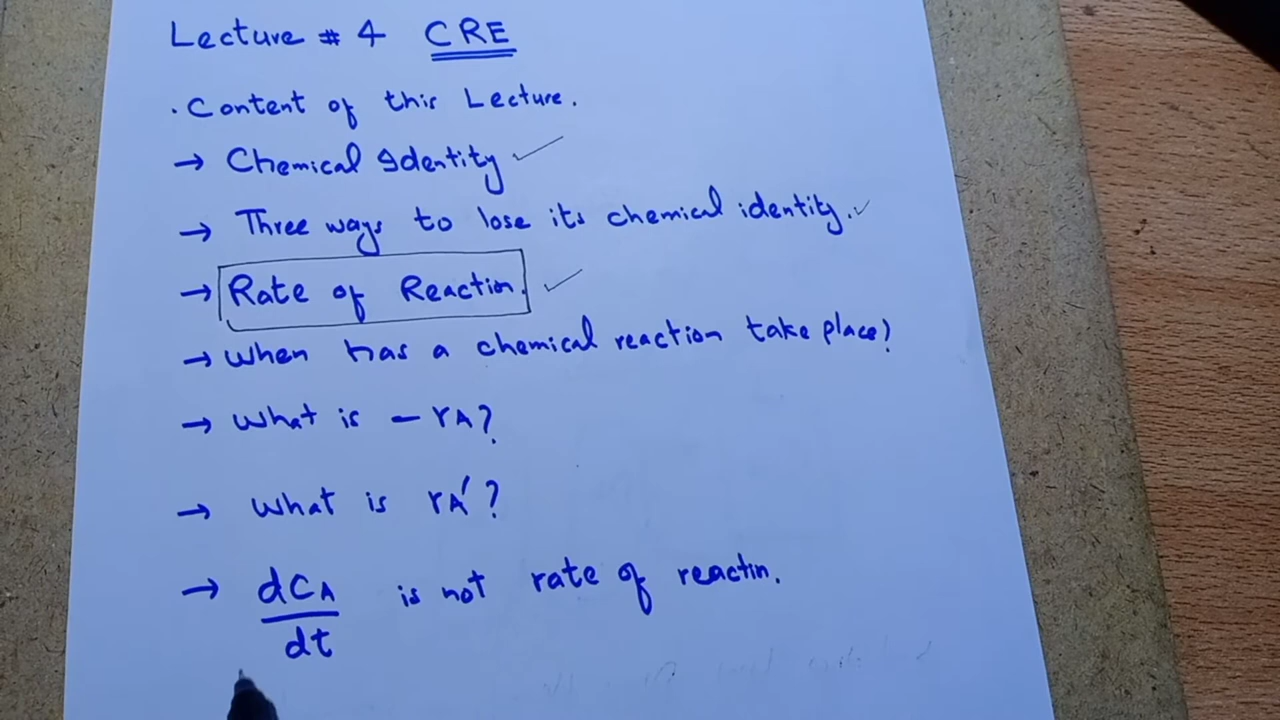 Lecture # 4 CRE
. Content of this Lecture.
→ Chemical Identity ✓
→ Three ways to lose its chemical identity. ✓
→ Rate of Reaction. ✓
→ When has a chemical reaction take place?
→ What is - rA?
→ What is rA'?
→ dCA/dt is not rate of reactin.